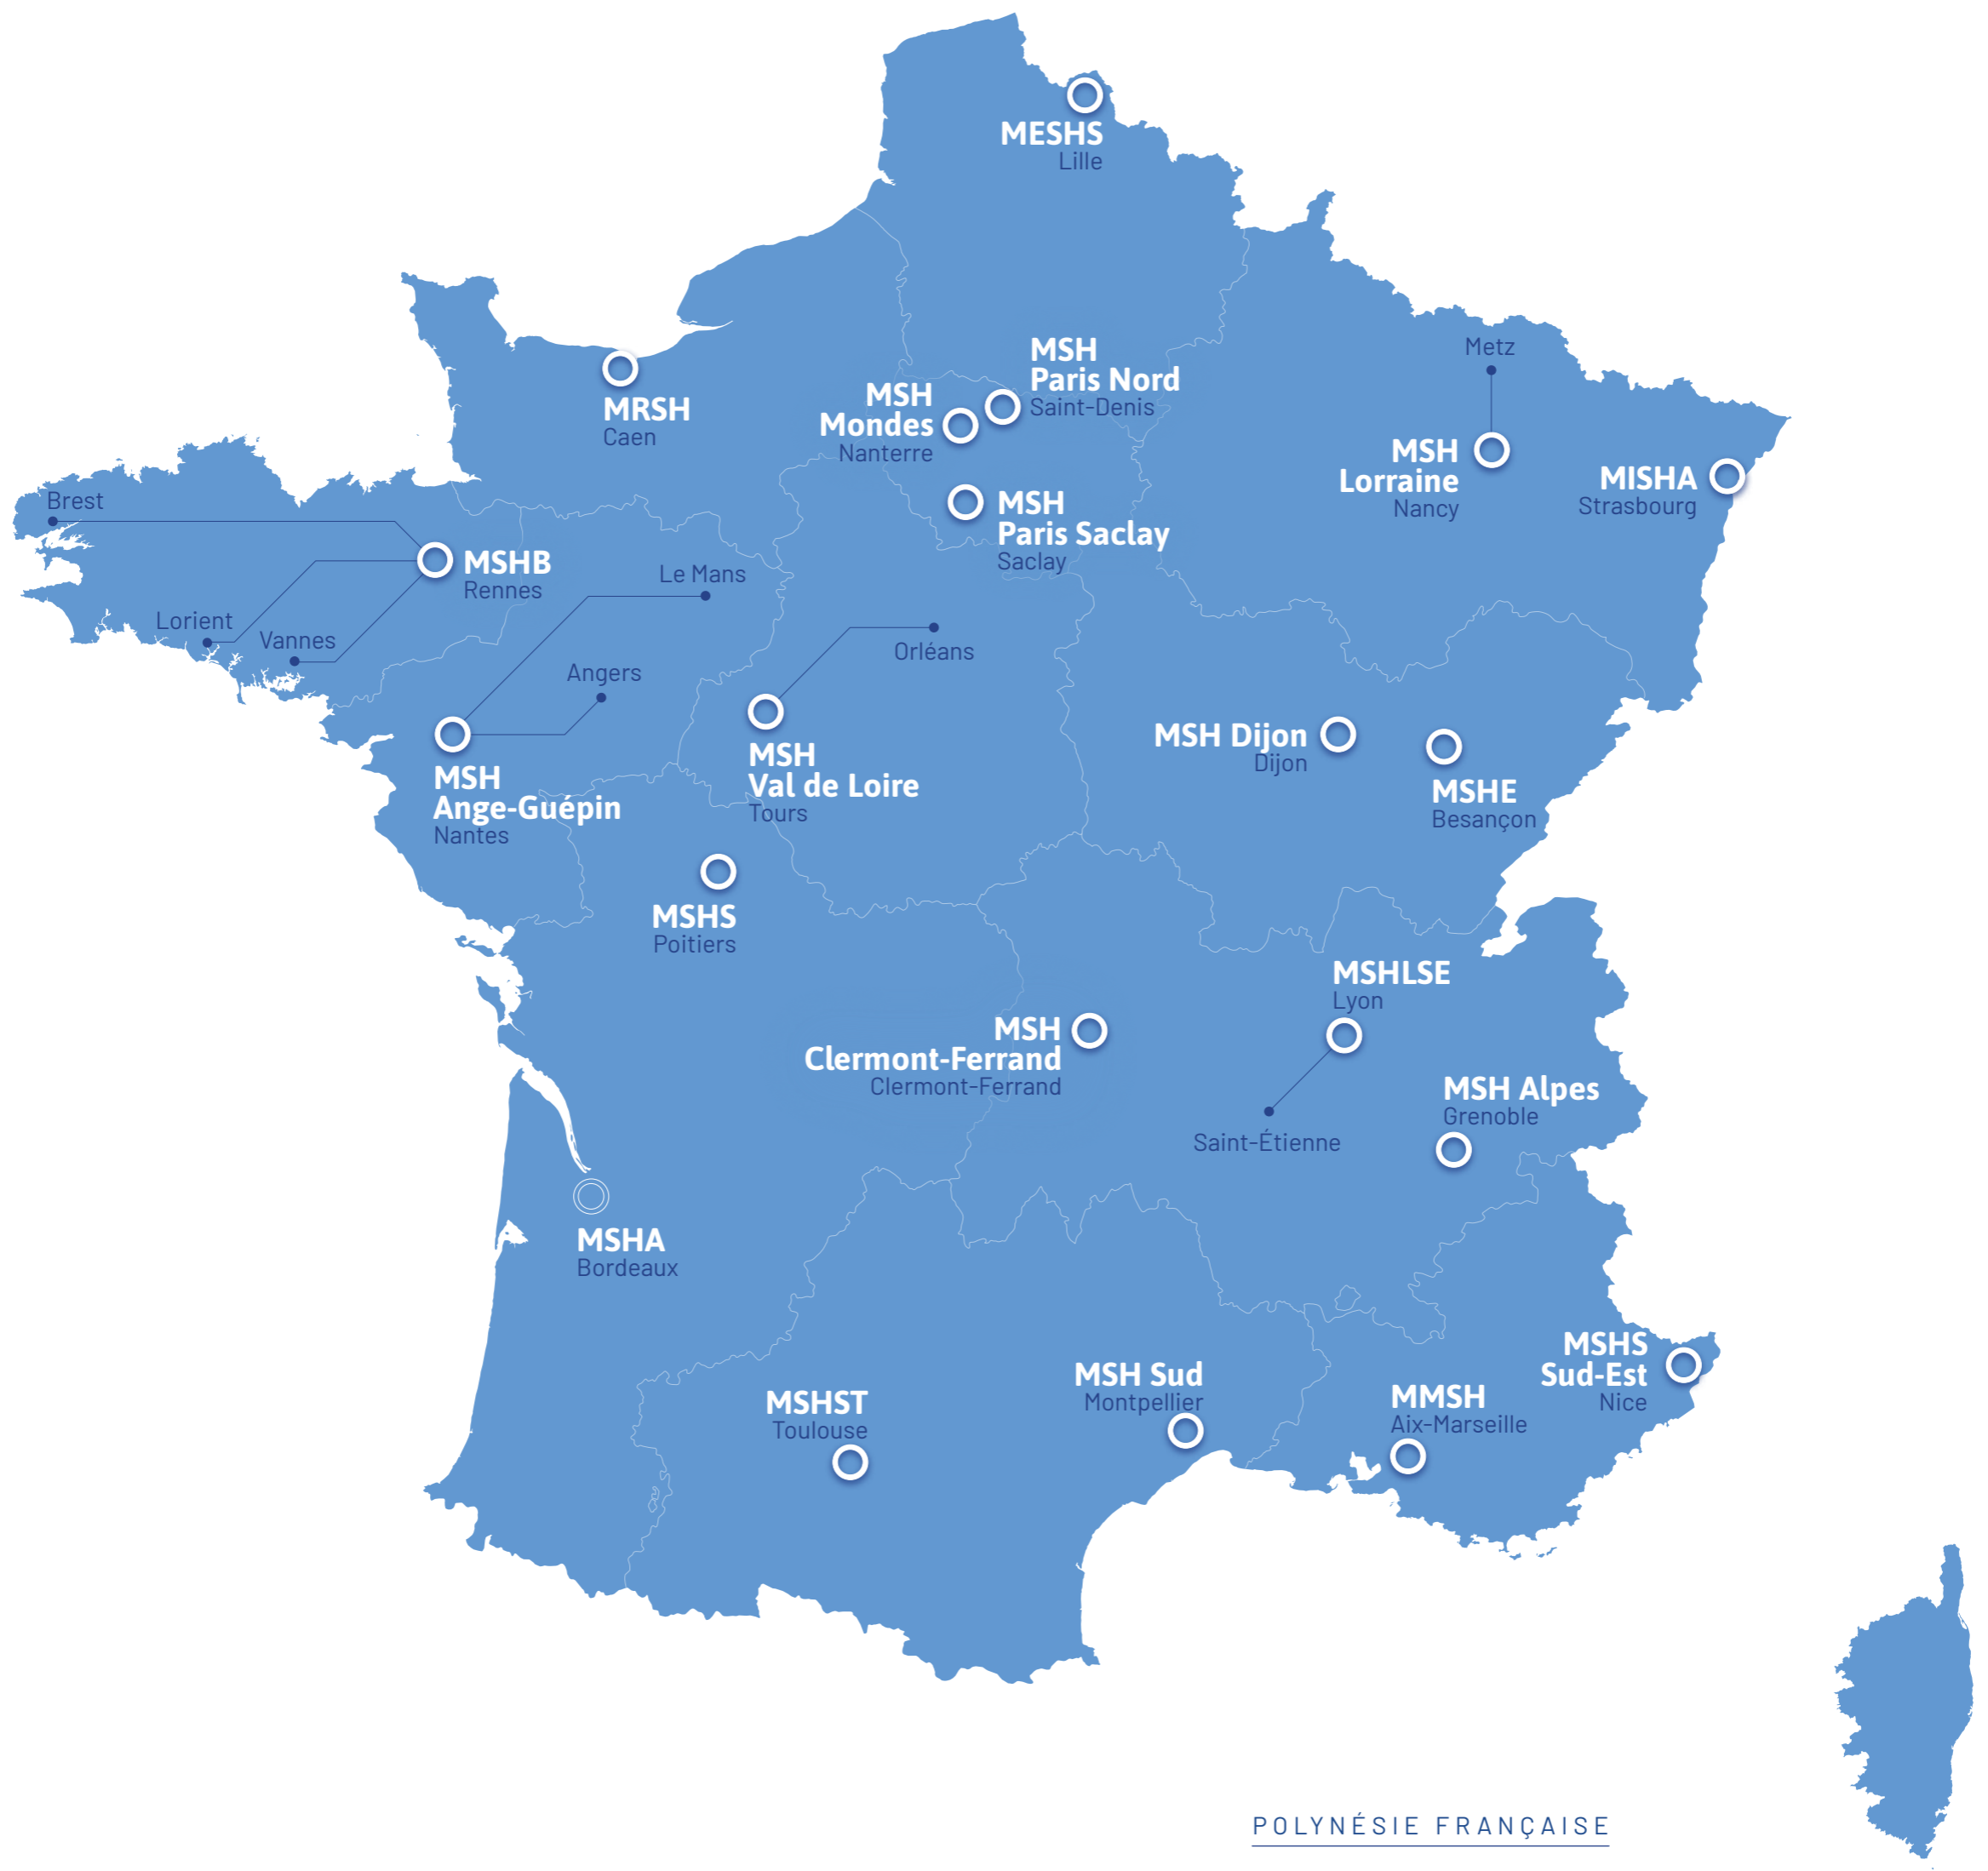 MESHS
Lille
MSH
Paris Nord
Saint-Denis
MSH
Mondes
Nanterre
MRSH
Caen
Metz
MSH
Lorraine
Nancy
MISHA
Strasbourg
MSH
Paris Saclay
Saclay
Brest
MSHB
Rennes
Lorient
Vannes
Le Mans
Angers
Orléans
MSH
Ange-Guépin
Nantes
MSH
Val de Loire
Tours
MSH Dijon
Dijon
MSHE
Besançon
MSHS
Poitiers
MSHLSE
Lyon
MSH
Clermont-Ferrand
Clermont-Ferrand
Saint-Étienne
MSH Alpes
Grenoble
MSHA
Bordeaux
MSHST
Toulouse
MSH Sud
Montpellier
MMSH
Aix-Marseille
MSHS
Sud-Est
Nice
POLYNÉSIE FRANÇAISE